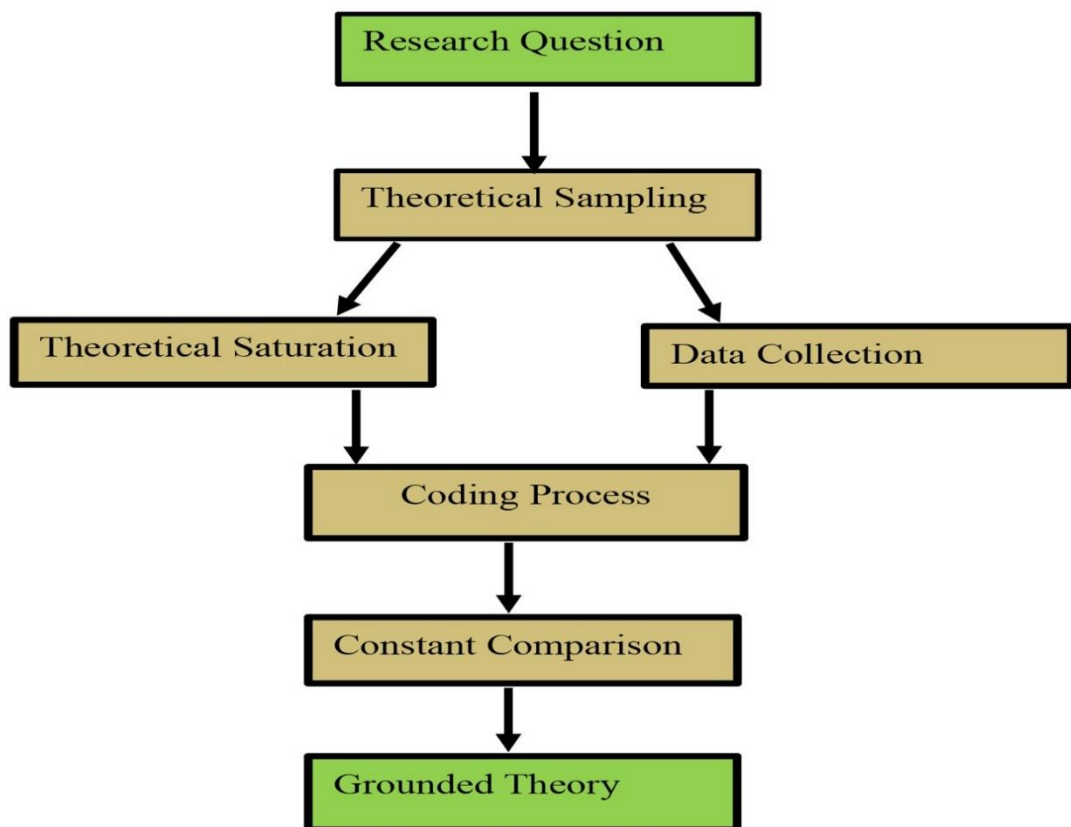 Research Question
Theoretical Sampling
Theoretical Saturation
Data Collection
Coding Process
Constant Comparison
Grounded Theory